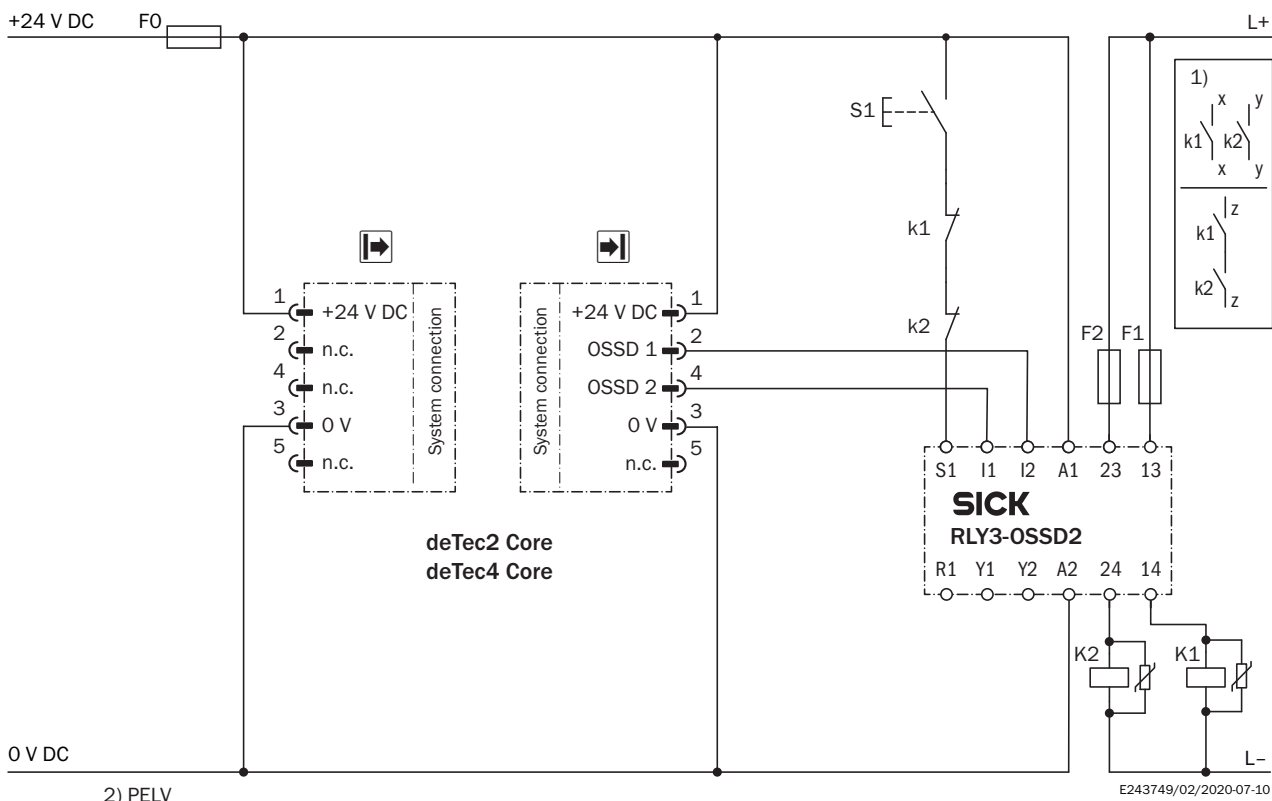 +24 V DC
F0
L+
1)
x y
k1 k2
x y
z
k1
k2
z
S1
k1
k2
F2 F1
1 +24 V DC
2 n.c.
4 n.c.
3 0 V
5 n.c.
System connection
System connection
+24 V DC 1
OSSD 1 2
OSSD 2 4
0 V 3
n.c. 5
deTec2 Core
deTec4 Core
S1 I1 I2 A1 23 13
SICK
RLY3-OSSD2
R1 Y1 Y2 A2 24 14
K2 K1
0 V DC
L–
2) PELV
E243749/02/2020-07-10